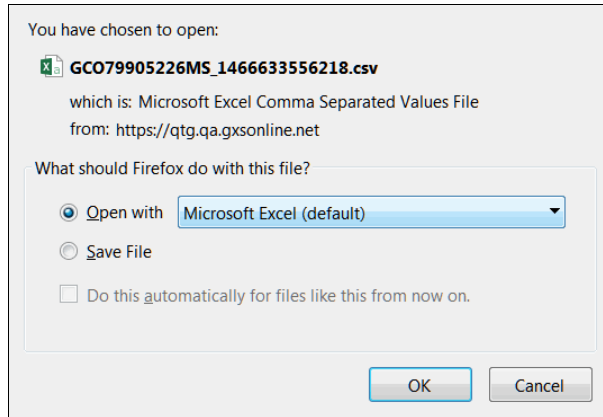 You have chosen to open:
GCO79905226MS_1466633556218.csv
which is: Microsoft Excel Comma Separated Values File
from: https://qtg.qa.gxsonline.net
What should Firefox do with this file?
Open with Microsoft Excel (default)
Save File
Do this automatically for files like this from now on.
OK Cancel